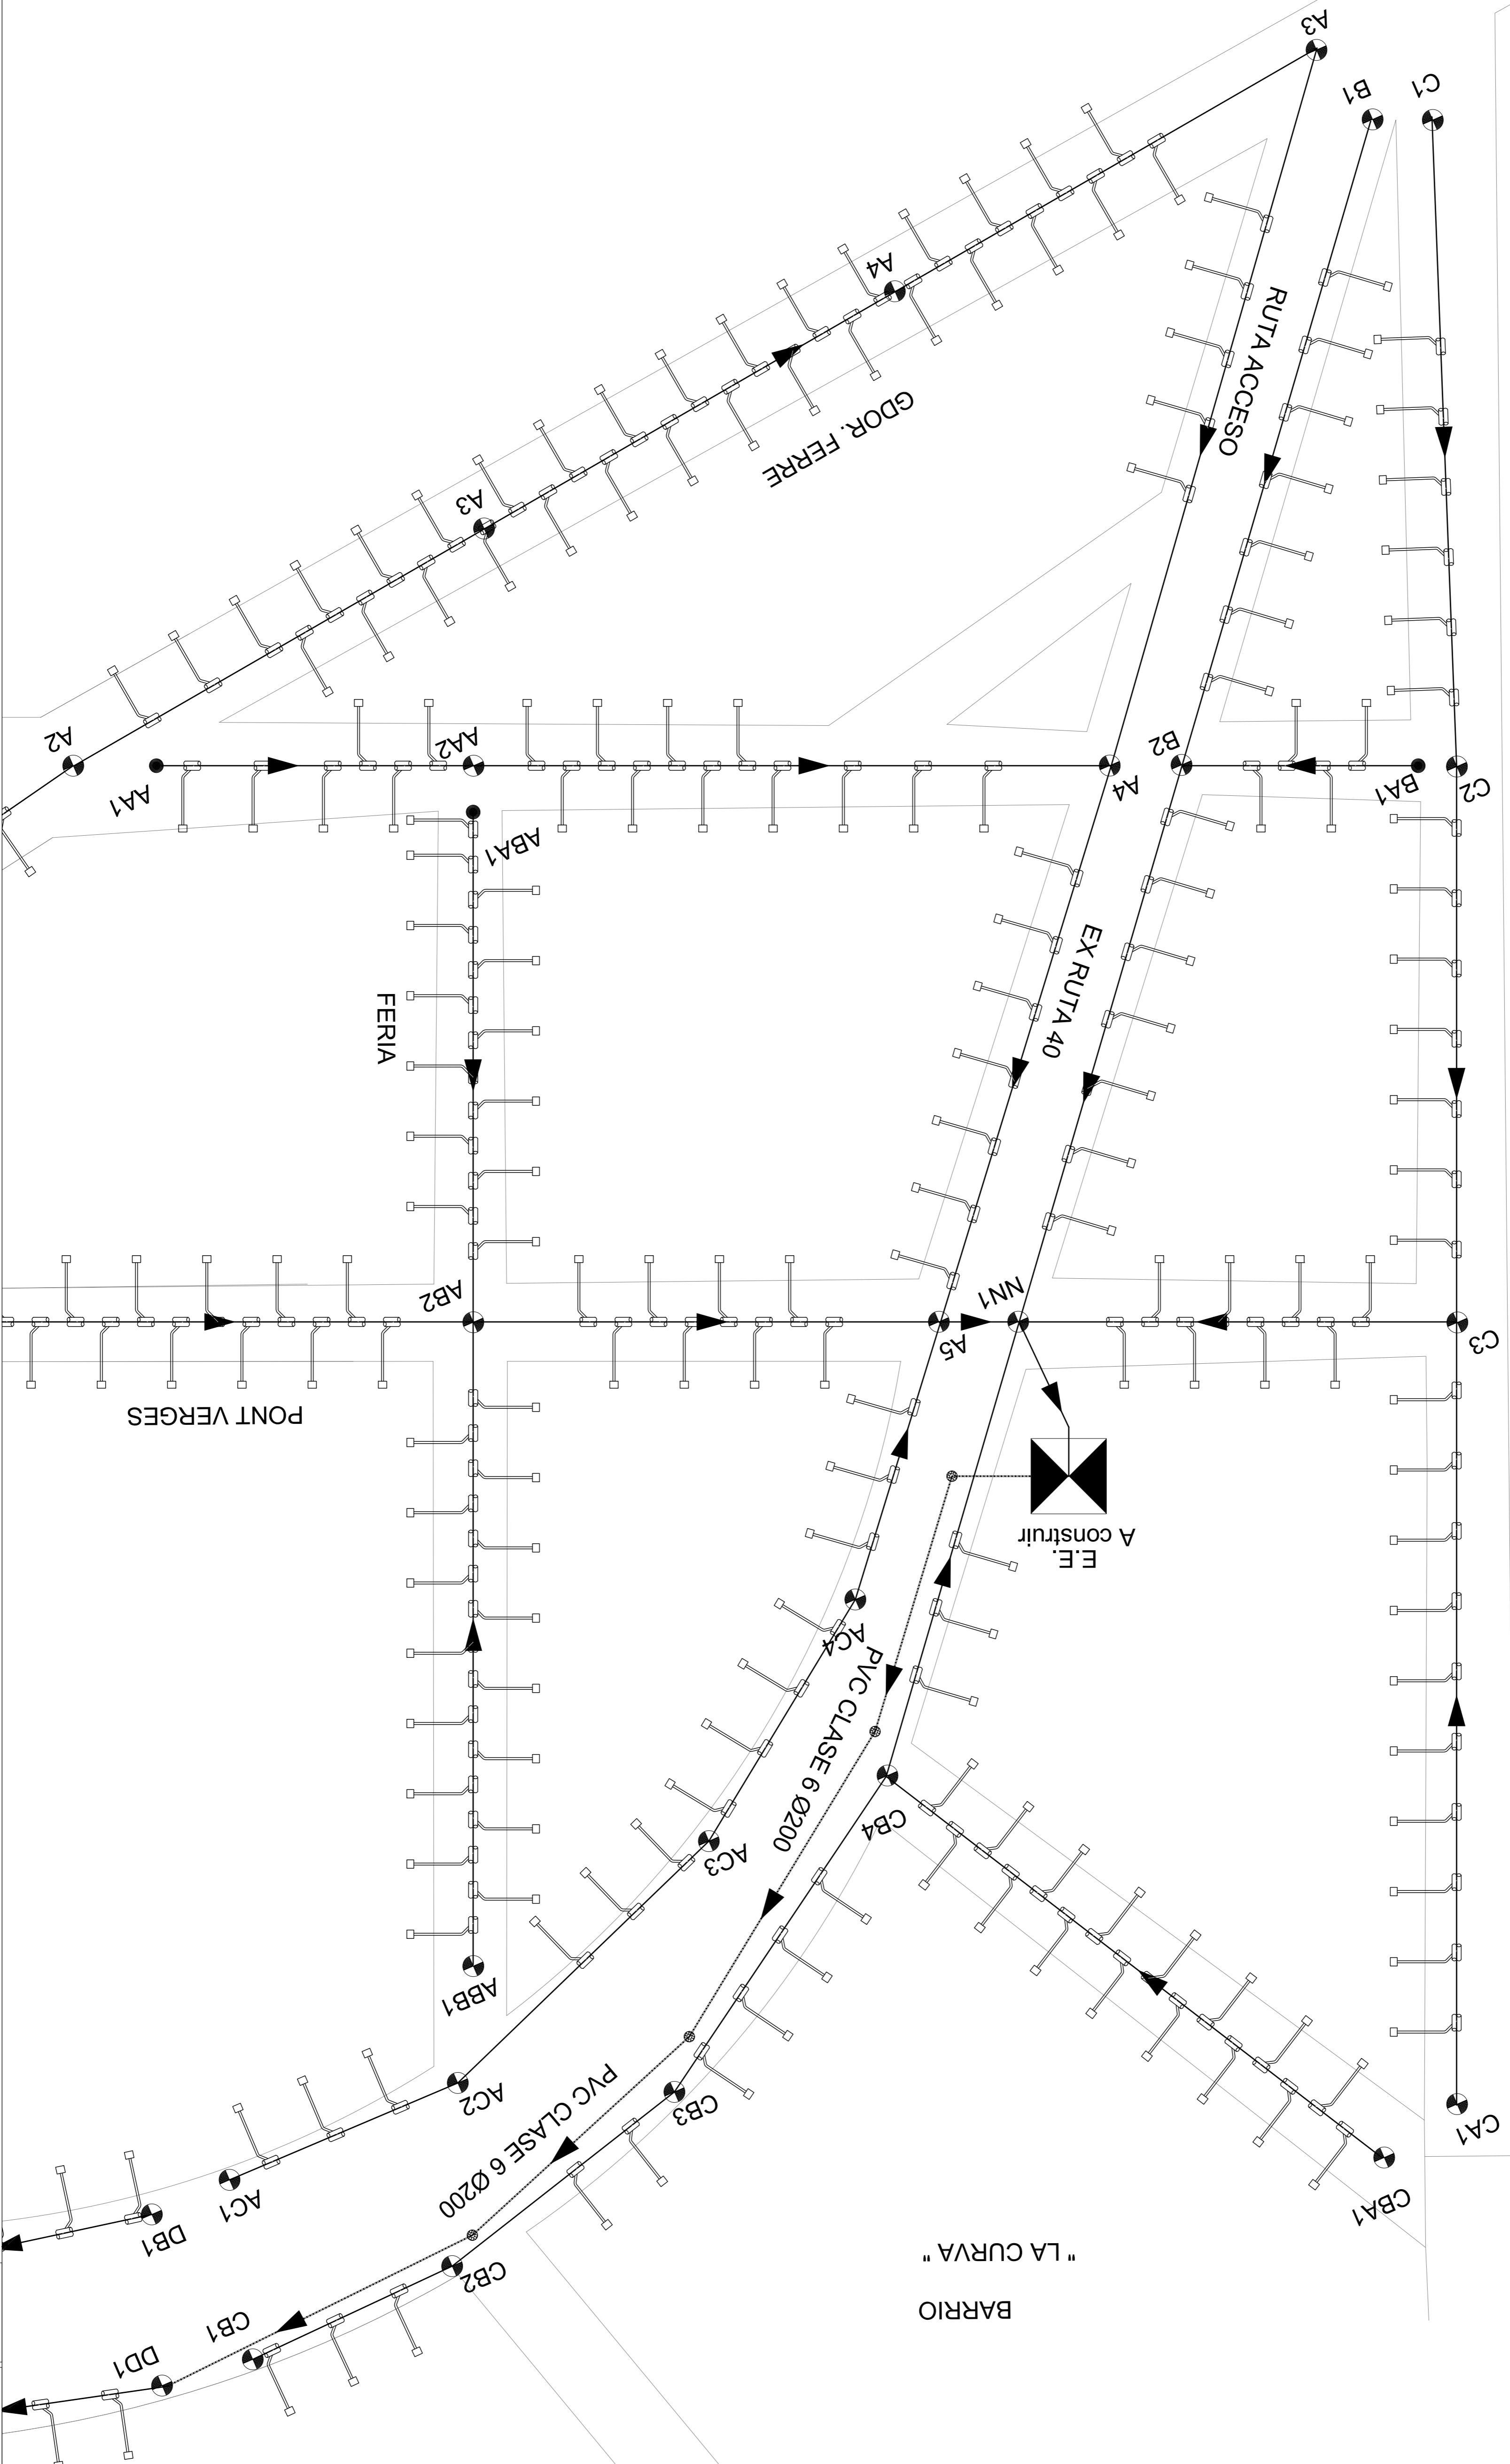 A3
B1
C1
A4
RUTA ACCESO
GDOR. FERRE
A3
A2
AA1
AA2
B2
A4
BA1
C2
ABA1
FERIA
EX RUTA 40
AB2
NN1
A5
C3
PONT VERGES
E.E.
A construir
AC4
PVC CLASE 6 Ø200
CB4
AC3
ABB1
AC2
PVC CLASE 6 Ø200
CB3
CA1
AC1
CBA1
DB1
BARRIO
" LA CURVA "
CB2
CB1
DD1